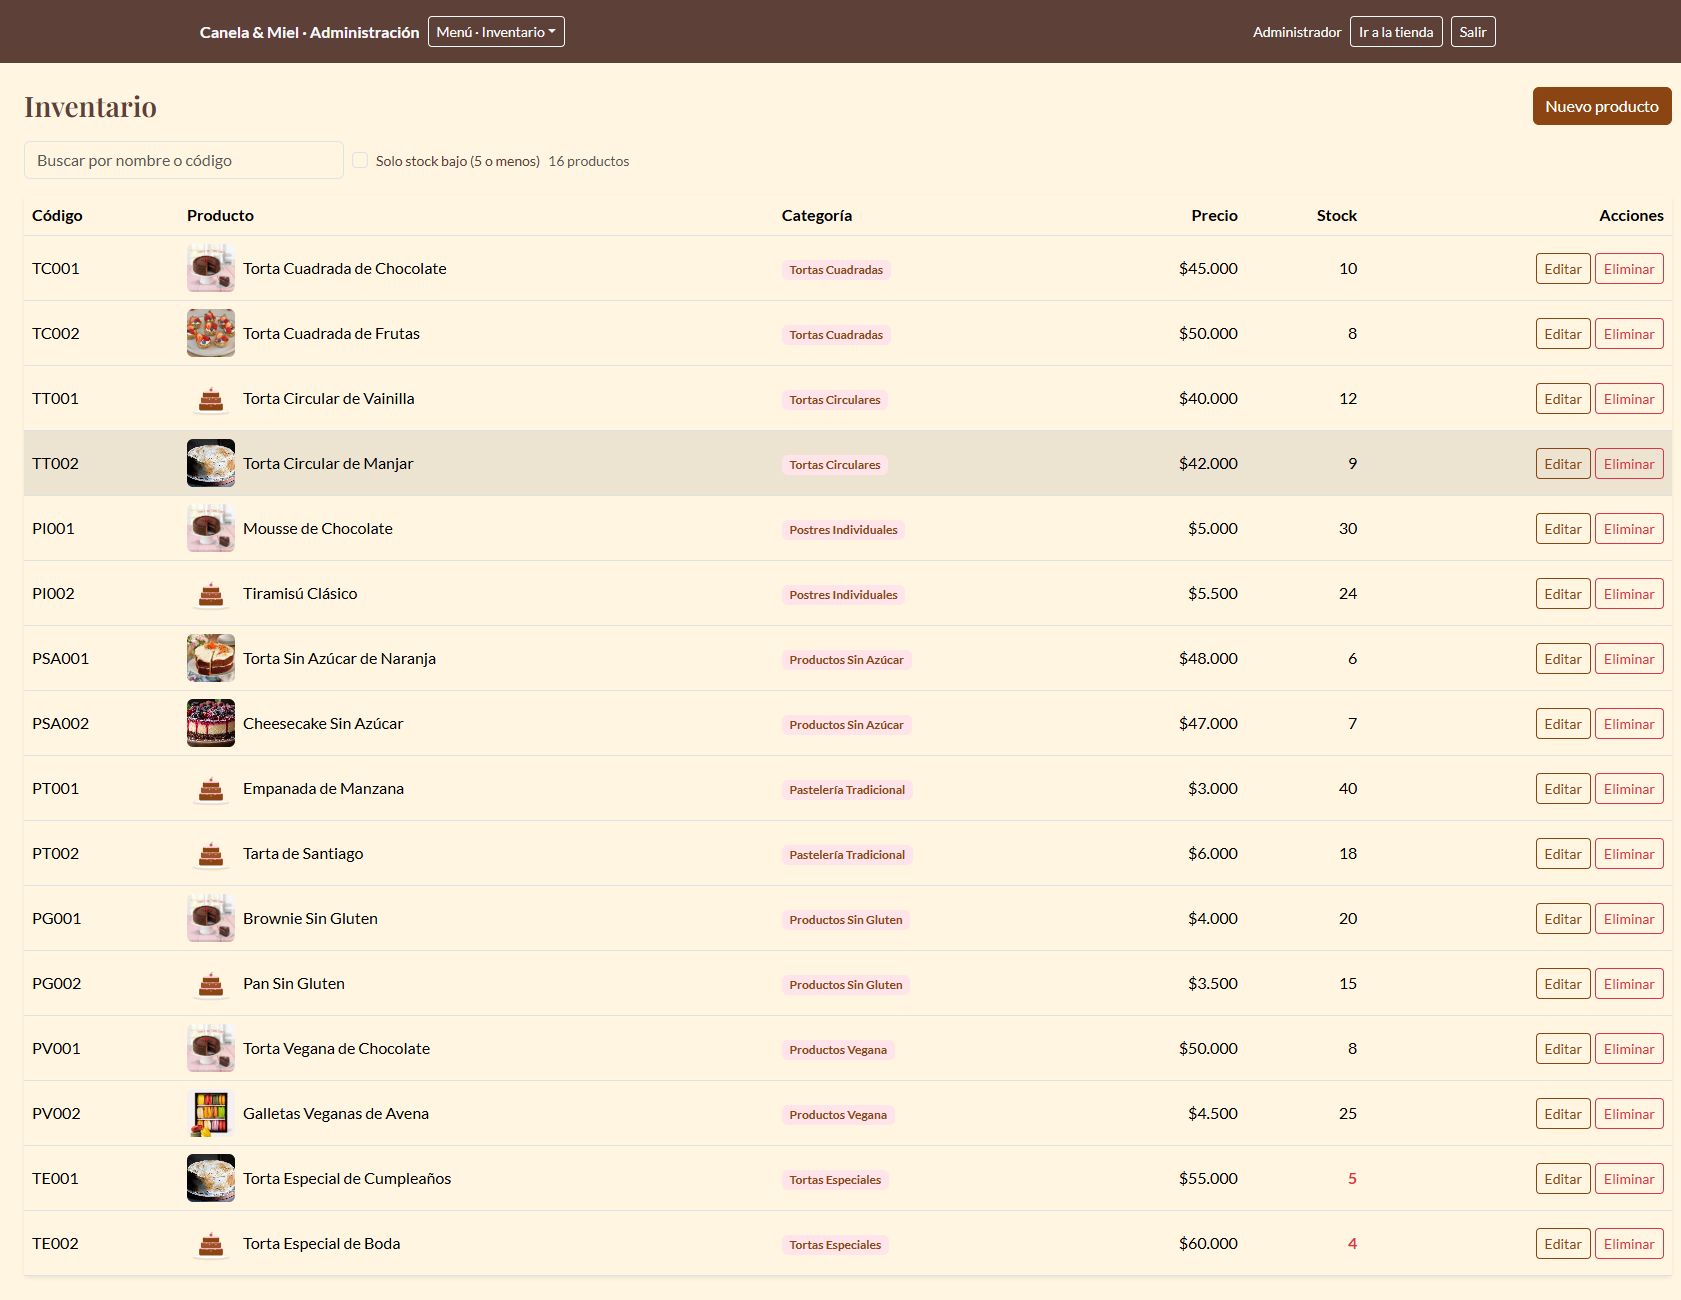 Canela & Miel · Administración Menú · Inventario Administrador Ir a la tienda Salir
Inventario Nuevo producto
Buscar por nombre o código Solo stock bajo (5 o menos) 16 productos
Código Producto Categoría Precio Stock Acciones
TC001 Torta Cuadrada de Chocolate Tortas Cuadradas $45.000 10 Editar Eliminar
TC002 Torta Cuadrada de Frutas Tortas Cuadradas $50.000 8 Editar Eliminar
TT001 Torta Circular de Vainilla Tortas Circulares $40.000 12 Editar Eliminar
TT002 Torta Circular de Manjar Tortas Circulares $42.000 9 Editar Eliminar
PI001 Mousse de Chocolate Postres Individuales $5.000 30 Editar Eliminar
PI002 Tiramisú Clásico Postres Individuales $5.500 24 Editar Eliminar
PSA001 Torta Sin Azúcar de Naranja Productos Sin Azúcar $48.000 6 Editar Eliminar
PSA002 Cheesecake Sin Azúcar Productos Sin Azúcar $47.000 7 Editar Eliminar
PT001 Empanada de Manzana Pastelería Tradicional $3.000 40 Editar Eliminar
PT002 Tarta de Santiago Pastelería Tradicional $6.000 18 Editar Eliminar
PG001 Brownie Sin Gluten Productos Sin Gluten $4.000 20 Editar Eliminar
PG002 Pan Sin Gluten Productos Sin Gluten $3.500 15 Editar Eliminar
PV001 Torta Vegana de Chocolate Productos Vegana $50.000 8 Editar Eliminar
PV002 Galletas Veganas de Avena Productos Vegana $4.500 25 Editar Eliminar
TE001 Torta Especial de Cumpleaños Tortas Especiales $55.000 5 Editar Eliminar
TE002 Torta Especial de Boda Tortas Especiales $60.000 4 Editar Eliminar